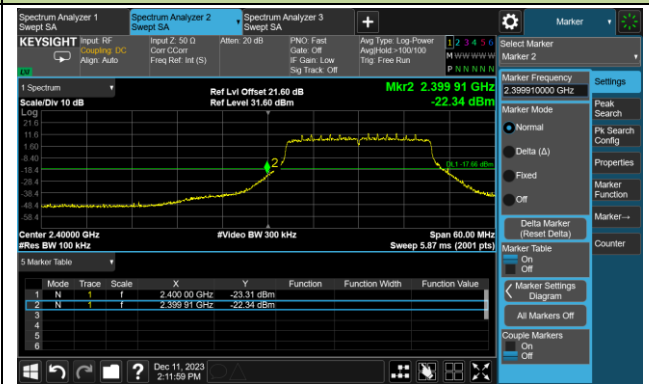 Spectrum Analyzer 1
Swept SA
Spectrum Analyzer 2
Swept SA
Spectrum Analyzer 3
Swept SA
+
Marker
KEYSIGHT
Input: RF
Coupling: DC
Align: Auto
Input Z: 50 Ω
Corr CCorr
Freq Ref: Int (S)
Atten: 20 dB
PNO: Fast
Gate: Off
IF Gain: Low
Sig Track: Off
Avg Type: Log-Power
Avg|Hold:>100/100
Trig: Free Run
1 2 3 4 5 6
M W W W W W
P N N N N N
LXI
Select Marker
Marker 2
1 Spectrum
Scale/Div 10 dB
Log
Ref Lvl Offset 21.60 dB
Ref Level 31.60 dBm
Mkr2 2.399 91 GHz
-22.34 dBm
21.6
11.6
1.60
-8.40
-18.4
-28.4
-38.4
-48.4
-58.4
2
DL1 -17.66 dBm
Center 2.40000 GHz
#Res BW 100 kHz
#Video BW 300 kHz
Span 60.00 MHz
Sweep 5.87 ms (2001 pts)
5 Marker Table
Mode Trace Scale X Y Function Function Width Function Value
1 N 1 f 2.400 00 GHz -23.31 dBm
2 N 1 f 2.399 91 GHz -22.34 dBm
3
4
5
6
Marker Frequency
2.399910000 GHz
Marker Mode
Normal
Delta (Δ)
Fixed
Off
Delta Marker
(Reset Delta)
Marker Table
On
Off
Marker Settings
Diagram
All Markers Off
Couple Markers
On
Off
Settings
Peak
Search
Pk Search
Config
Properties
Marker
Function
Marker→
Counter
?
Dec 11, 2023
2:11:59 PM